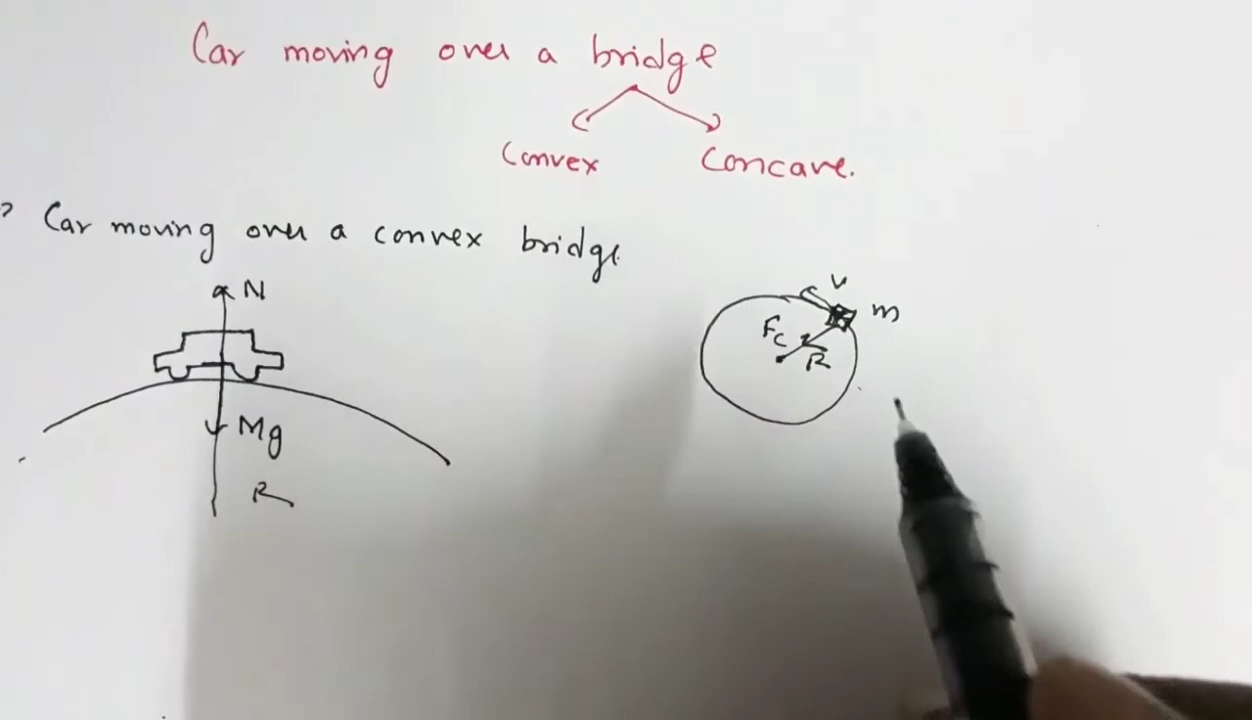 Car moving over a bridge
Convex Concave.
? Car moving over a convex bridge
N
Mg
R
v
m
Fc
R